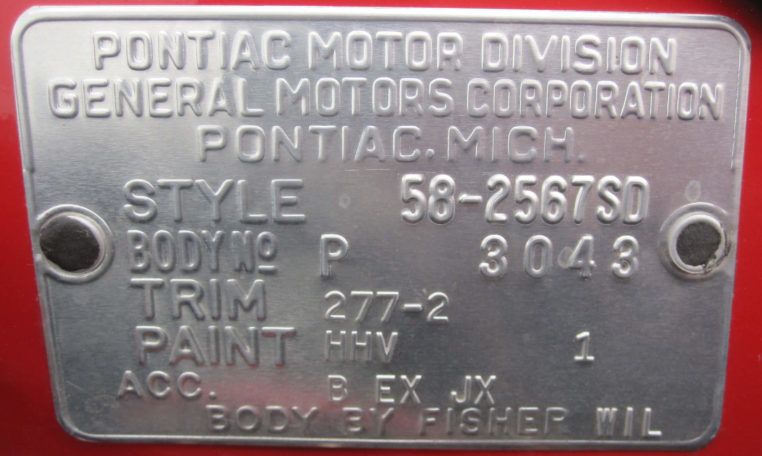 PONTIAC MOTOR DIVISION
GENERAL MOTORS CORPORATION
PONTIAC, MICH.
STYLE 58-2567SD
BODY Nº P 3043
TRIM 277-2
PAINT HHV 1
ACC. B EX JX
BODY BY FISHER WIL